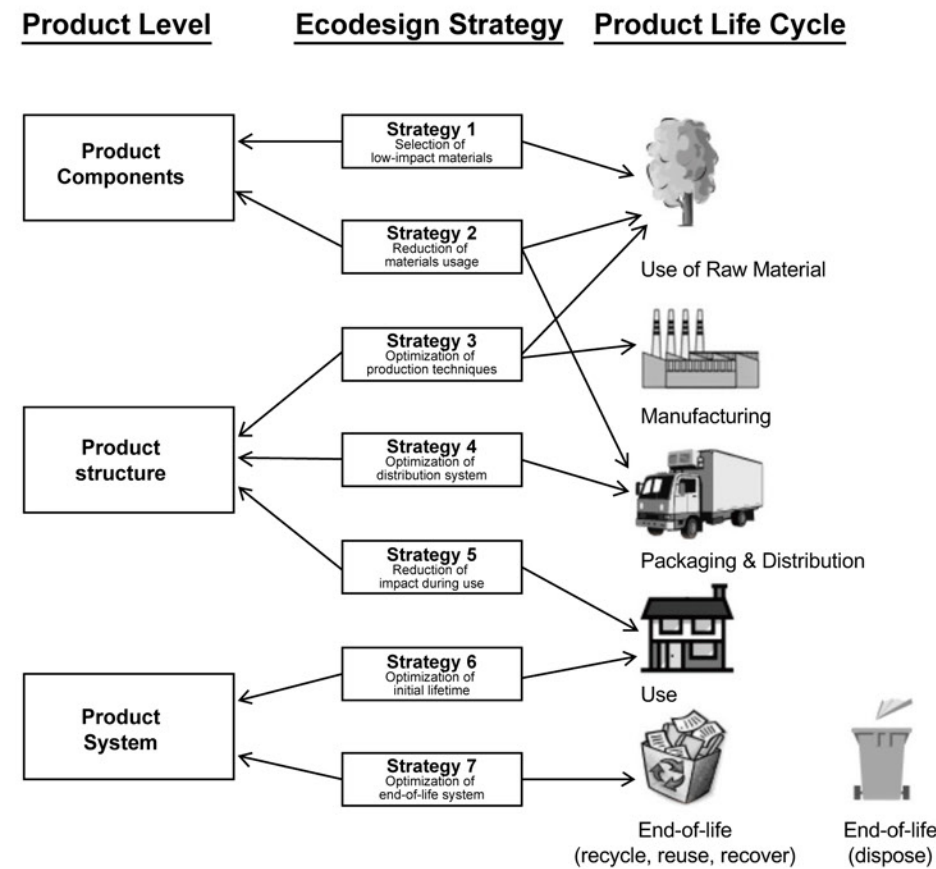 Product Level
Ecodesign Strategy
Product Life Cycle
Product
Components
Strategy 1
Selection of
low-impact materials
Strategy 2
Reduction of
materials usage
Use of Raw Material
Strategy 3
Optimization of
production techniques
Manufacturing
Product
structure
Strategy 4
Optimization of
distribution system
Packaging & Distribution
Strategy 5
Reduction of
impact during use
Use
Product
System
Strategy 6
Optimization of
initial lifetime
Strategy 7
Optimization of
end-of-life system
End-of-life
(recycle, reuse, recover)
End-of-life
(dispose)